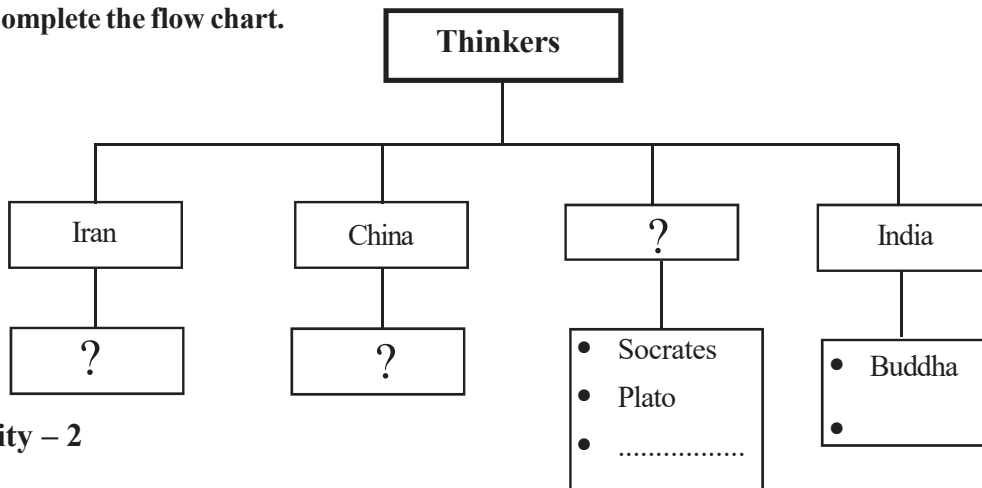 omplete the flow chart.
Thinkers
Iran
China
?
India
?
?
• Socrates
• Plato
• .................
• Buddha
•
ity – 2